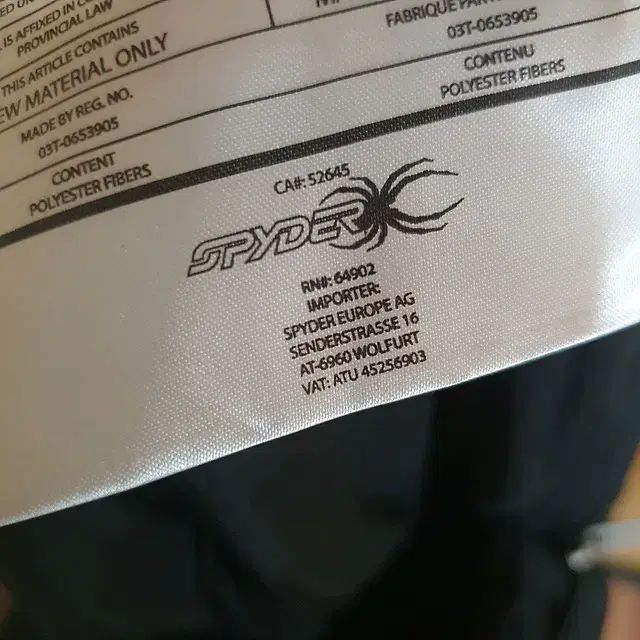 IS AFFIXED IN
PROVINCIAL LAW
THIS ARTICLE CONTAINS
NEW MATERIAL ONLY
MADE BY REG. NO.
03T-0653905
CONTENT
POLYESTER FIBERS
FABRIQUE
03T-0653905
CONTENU
POLYESTER FIBERS
CA#: 52645
SPYDER
RN#: 64902
IMPORTER:
SPYDER EUROPE AG
SENDERSTRASSE 16
AT-6960 WOLFURT
VAT: ATU 45256903